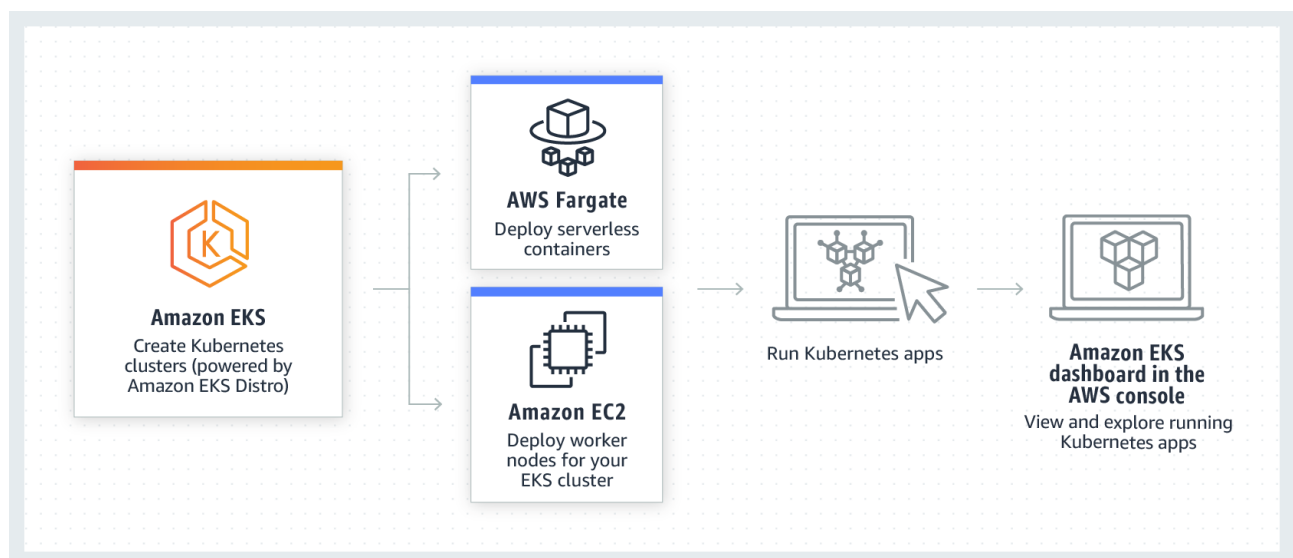 K
Amazon EKS
Create Kubernetes
clusters (powered by
Amazon EKS Distro)
AWS Fargate
Deploy serverless
containers
Amazon EC2
Deploy worker
nodes for your
EKS cluster
Run Kubernetes apps
Amazon EKS
dashboard in the
AWS console
View and explore running
Kubernetes apps